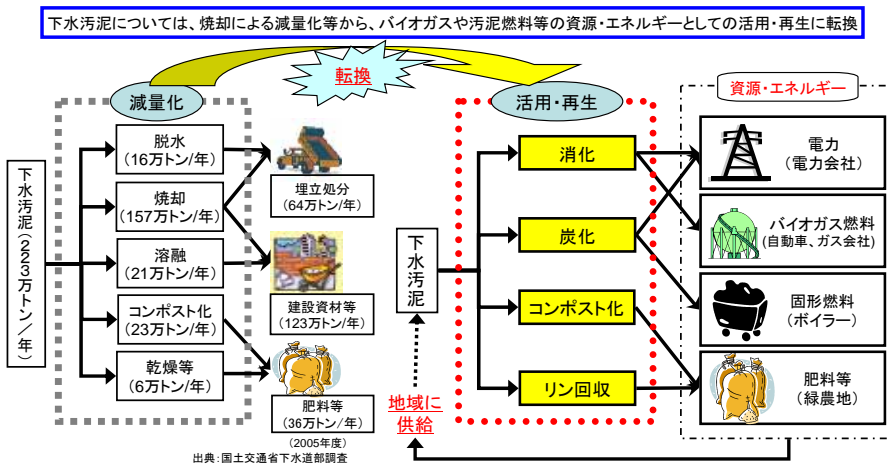 下水汚泥については、焼却による減量化等から、バイオガスや汚泥燃料等の資源・エネルギーとしての活用・再生に転換
転換
減量化
下水汚泥(223万トン/年)
脱水
(16万トン/年)
焼却
(157万トン/年)
溶融
(21万トン/年)
コンポスト化
(23万トン/年)
乾燥等
(6万トン/年)
埋立処分
(64万トン/年)
建設資材等
(123万トン/年)
肥料等
(36万トン/年)
(2005年度)
出典:国土交通省下水道部調査
活用・再生
下水汚泥
消化
炭化
コンポスト化
リン回収
地域に
供給
資源・エネルギー
電力
(電力会社)
バイオガス燃料
(自動車、ガス会社)
固形燃料
(ボイラー)
肥料等
(緑農地)